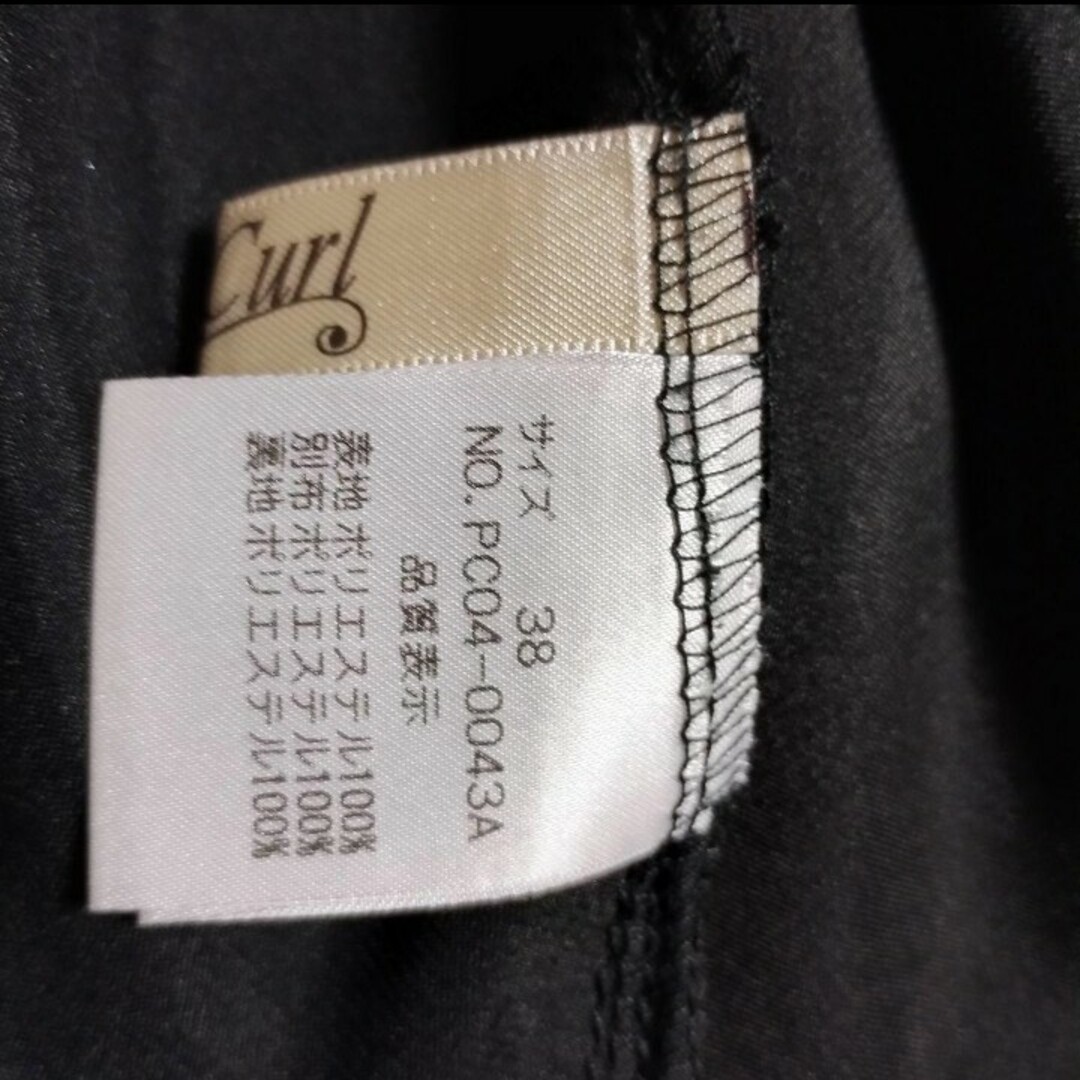 Curl
サイズ 38
NO. PC04-0043A
品質表示
表地ポリエステル100%
別布ポリエステル100%
裏地ポリエステル100%